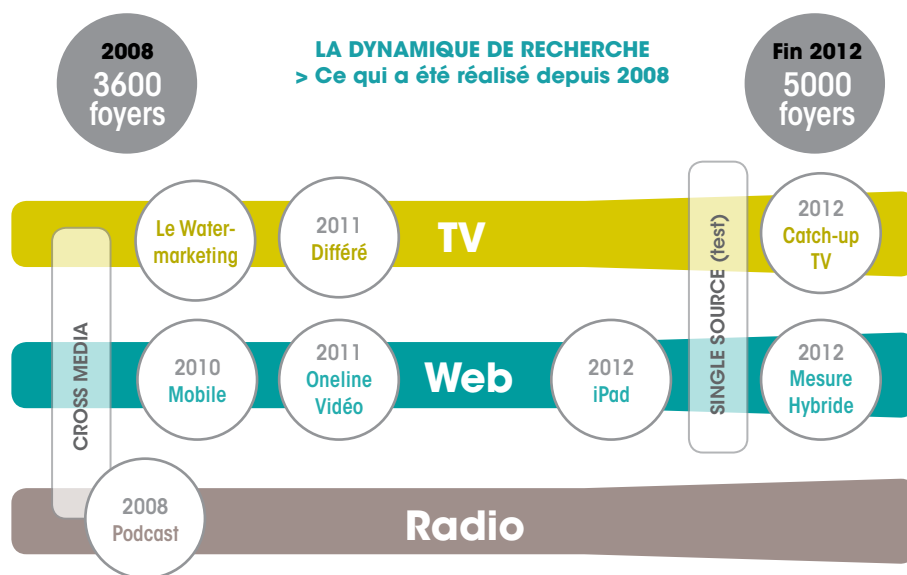 2008
3600
foyers
LA DYNAMIQUE DE RECHERCHE
> Ce qui a été réalisé depuis 2008
Fin 2012
5000
foyers
Le Water-
marketing
2011
Différé
TV
2012
Catch-up
TV
CROSS MEDIA
SINGLE SOURCE (test)
2010
Mobile
2011
Oneline
Vidéo
Web
2012
iPad
2012
Mesure
Hybride
2008
Podcast
Radio